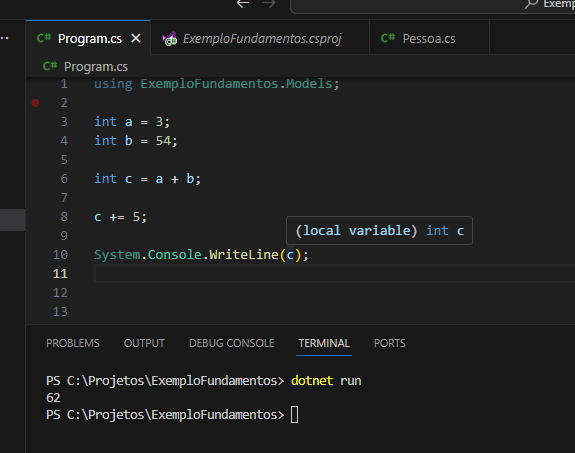 Exemp
C# Program.cs ExemploFundamentos.csproj C# Pessoa.cs
C# Program.cs
1 using ExemploFundamentos.Models;
2
3 int a = 3;
4 int b = 54;
5
6 int c = a + b;
7
8 c += 5;
9 (local variable) int c
10 System.Console.WriteLine(c);
11
12
13
PROBLEMS OUTPUT DEBUG CONSOLE TERMINAL PORTS
PS C:\Projetos\ExemploFundamentos> dotnet run
62
PS C:\Projetos\ExemploFundamentos>